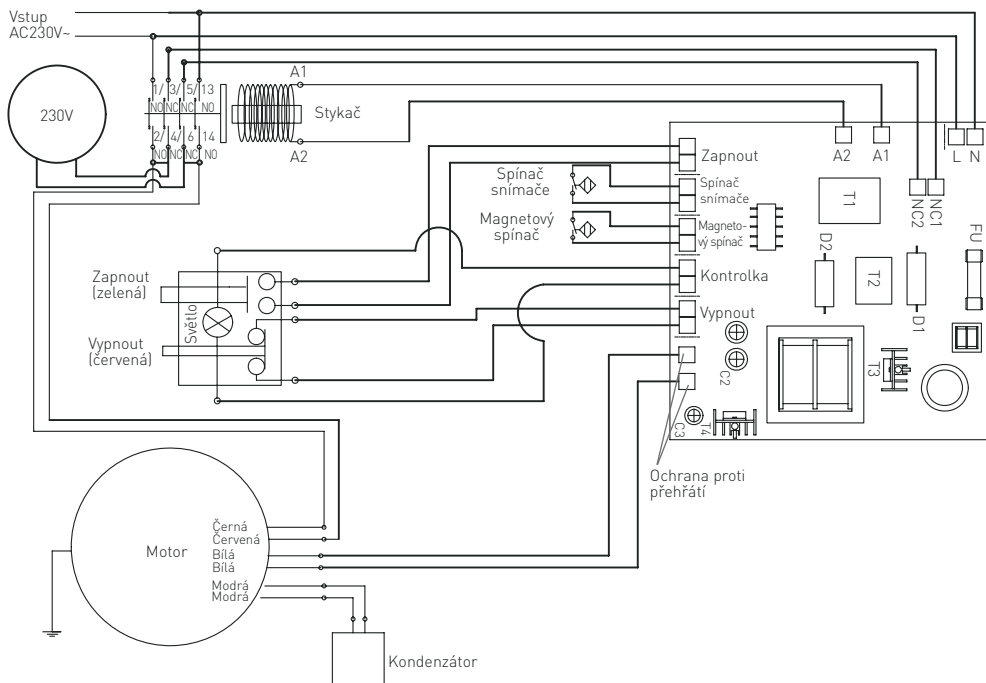 Vstup
AC230V~
230V
1/ 3/ 5/ 13
NO NC NC NO
2/ 4/ 6 14
NO NC NC NO
A1
Stykač
A2
A2 A1 L N
Zapnout
Spínač
snímače
Spínač
snímače
Magnetový
spínač
Magneto-
vý spínač
T1
NC2
NC1
FU
D2
T2
D1
Kontrolka
Zapnout
(zelená)
Světlo
Vypnout
(červená)
Vypnout
C2
T3
C3
T4
Ochrana proti
přehřátí
Motor
Černá
Červená
Bílá
Bílá
Modrá
Modrá
Kondenzátor